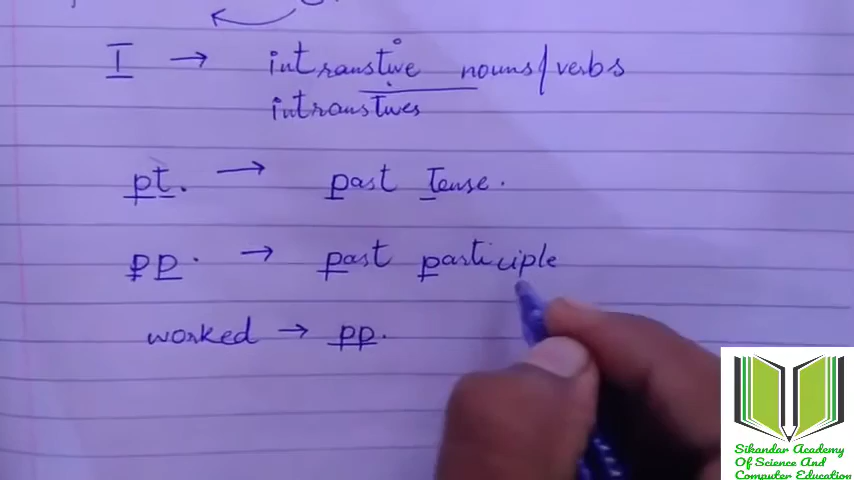 I → intranstive nouns/verbs
intranstives
pt. → past Tense.
pp. → past participle
worked → pp.
Sikandar Academy
Of Science And
Computer Education